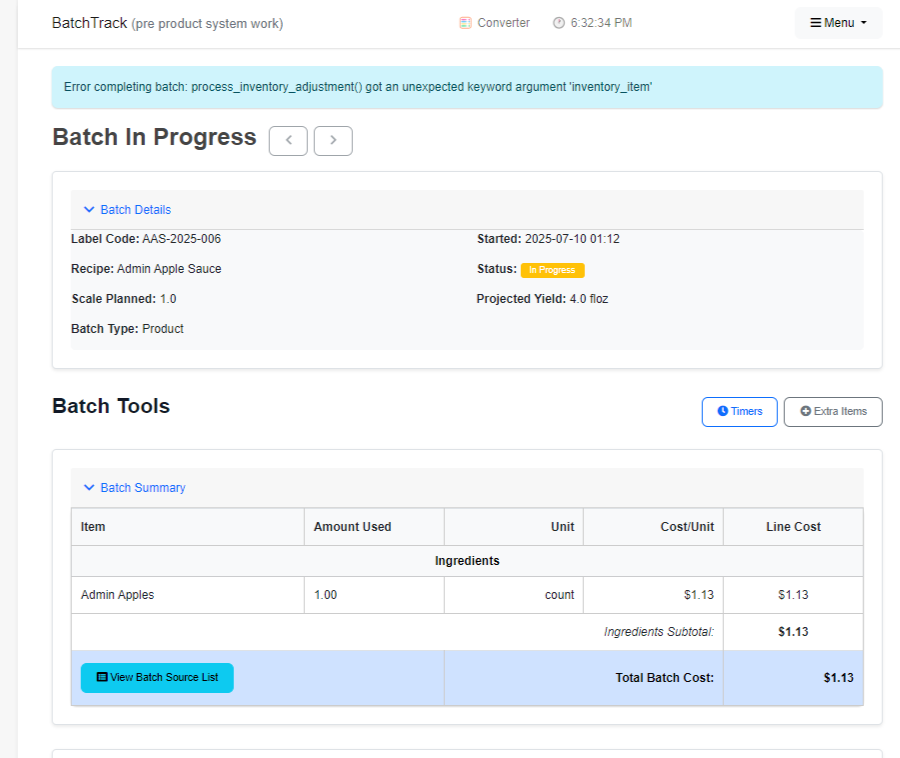 BatchTrack (pre product system work)
Converter
6:32:34 PM
Menu
Error completing batch: process_inventory_adjustment() got an unexpected keyword argument 'inventory_item'
Batch In Progress
Batch Details
Label Code: AAS-2025-006
Started: 2025-07-10 01:12
Recipe: Admin Apple Sauce
Status: In Progress
Scale Planned: 1.0
Projected Yield: 4.0 floz
Batch Type: Product
Batch Tools
Timers
Extra Items
Batch Summary
Item Amount Used Unit Cost/Unit Line Cost
Ingredients
Admin Apples 1.00 count $1.13 $1.13
Ingredients Subtotal: $1.13
View Batch Source List Total Batch Cost: $1.13